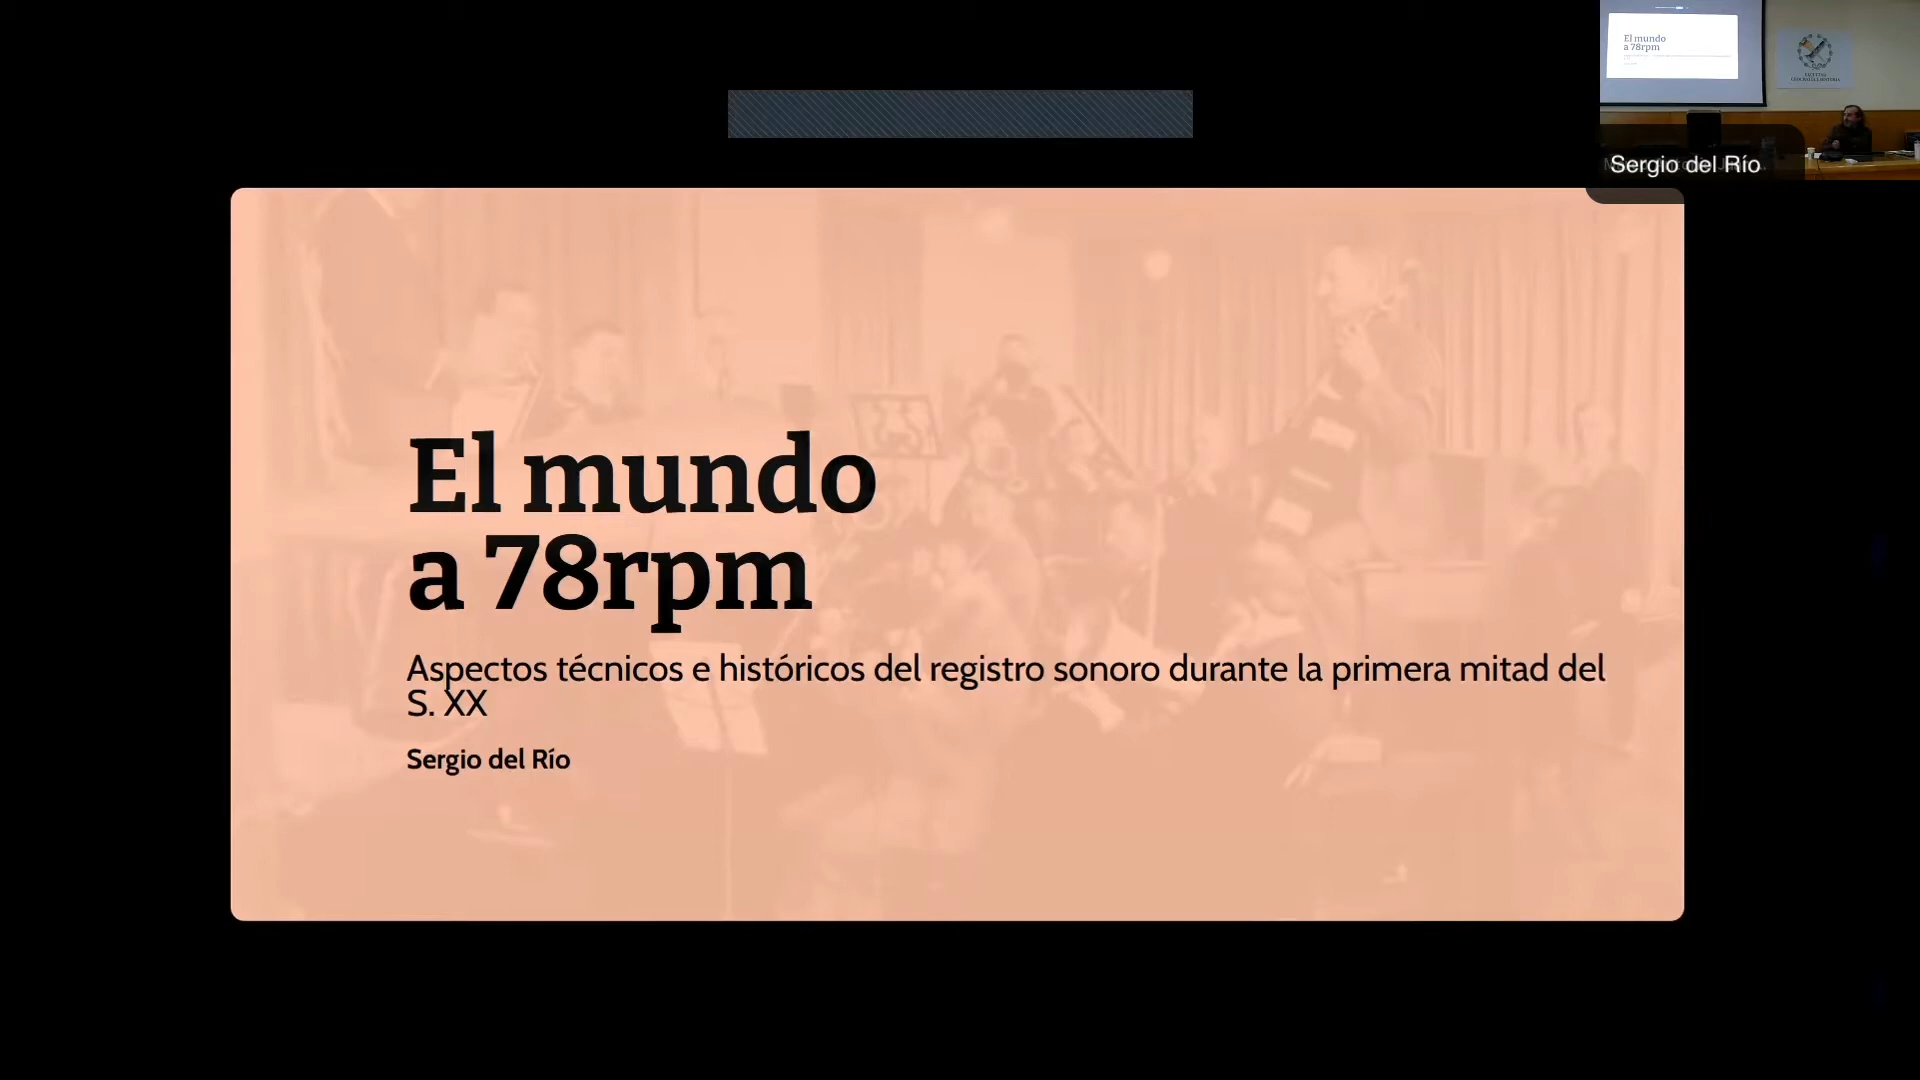 El mundo
a 78rpm
Sergio del Río
El mundo
a 78rpm
Aspectos técnicos e históricos del registro sonoro durante la primera mitad del
S. XX
Sergio del Río